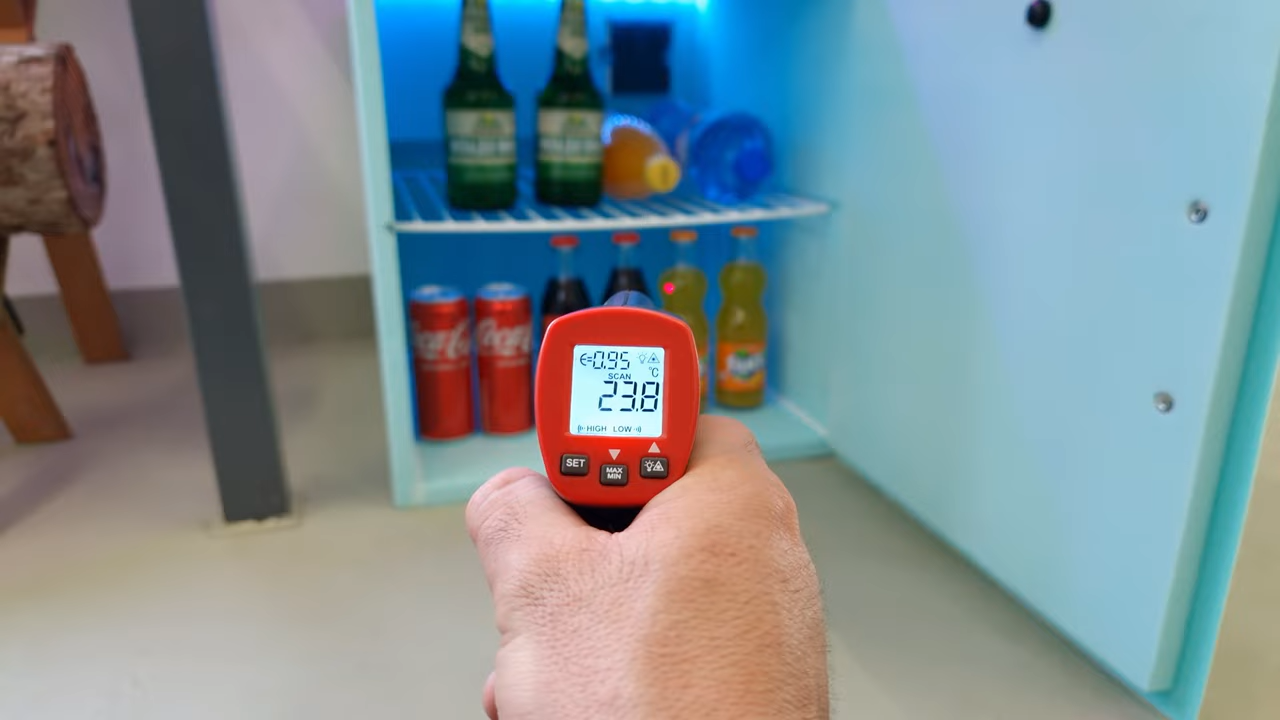 Coca-Cola
Coca-Cola
Fanta
ε=0.95
°C
SCAN
23.8
HIGH LOW
SET
MAX
MIN